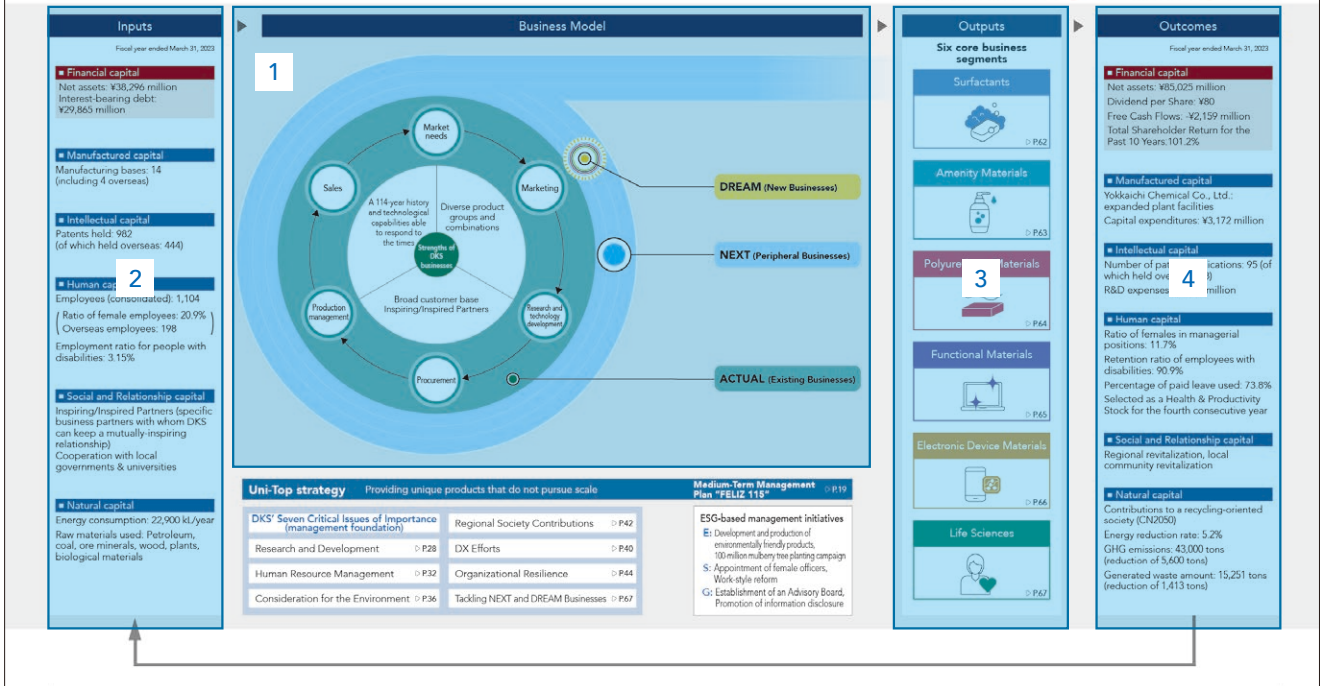 Inputs
Fiscal year ended March 31, 2023
■ Financial capital
Net assets: ¥38,296 million
Interest-bearing debt:
¥29,865 million
■ Manufactured capital
Manufacturing bases: 14
(including 4 overseas)
■ Intellectual capital
Patents held: 982
(of which held overseas: 444)
2
■ Human
Employees (consolidated): 1,104
( Ratio of female employees: 20.9%
Overseas employees: 198 )
Employment ratio for people with
disabilities: 3.15%
■ Social and Relationship capital
Inspiring/Inspired Partners (specific
business partners with whom DKS
can keep a mutually-inspiring
relationship)
Cooperation with local
governments & universities
■ Natural capital
Energy consumption: 22,900 kL/year
Raw materials used: Petroleum,
coal, ore minerals, wood, plants,
biological materials
Business Model
1
Market
needs
Marketing
Research and
technology
development
Procurement
Production
management
Sales
A 114-year history
and technological
capabilities able
to respond to
the times
Diverse product
groups and
combinations
Strengths of
DKS
businesses
Broad customer base
Inspiring/Inspired Partners
DREAM (New Businesses)
NEXT (Peripheral Businesses)
ACTUAL (Existing Businesses)
Uni-Top strategy Providing unique products that do not pursue scale
Medium-Term Management
Plan "FELIZ 115" ▷ P.19
DKS' Seven Critical Issues of Importance
(management foundation)
Research and Development ▷ P.28
Human Resource Management ▷ P.32
Consideration for the Environment ▷ P.36
Regional Society Contributions ▷ P.42
DX Efforts ▷ P.40
Organizational Resilience ▷ P.44
Tackling NEXT and DREAM Businesses ▷ P.67
ESG-based management initiatives
E: Development and production of
environmentally friendly products,
100-million mulberry tree planting campaign
S: Appointment of female officers,
Work-style reform
G: Establishment of an Advisory Board,
Promotion of information disclosure
Outputs
Six core business
segments
Surfactants
▷ P.62
Amenity Materials
▷ P.63
Materials
3
▷ P.64
Functional Materials
▷ P.65
Electronic Device Materials
▷ P.66
Life Sciences
▷ P.67
Outcomes
Fiscal year ended March 31, 2023
■ Financial capital
Net assets: ¥85,025 million
Dividend per Share: ¥80
Free Cash Flows: -¥2,159 million
Total Shareholder Return for the
Past 10 Years:101.2%
■ Manufactured capital
Yokkaichi Chemical Co., Ltd.:
expanded plant facilities
Capital expenditures: ¥3,172 million
■ Intellectual capital
Number of 95 (of
which held
R&D expenses million
4
■ Human capital
Ratio of females in managerial
positions: 11.7%
Retention ratio of employees with
disabilities: 90.9%
Percentage of paid leave used: 73.8%
Selected as a Health & Productivity
Stock for the fourth consecutive year
■ Social and Relationship capital
Regional revitalization, local
community revitalization
■ Natural capital
Contributions to a recycling-oriented
society (CN2050)
Energy reduction rate: 5.2%
GHG emissions: 43,000 tons
(reduction of 5,600 tons)
Generated waste amount: 15,251 tons
(reduction of 1,413 tons)